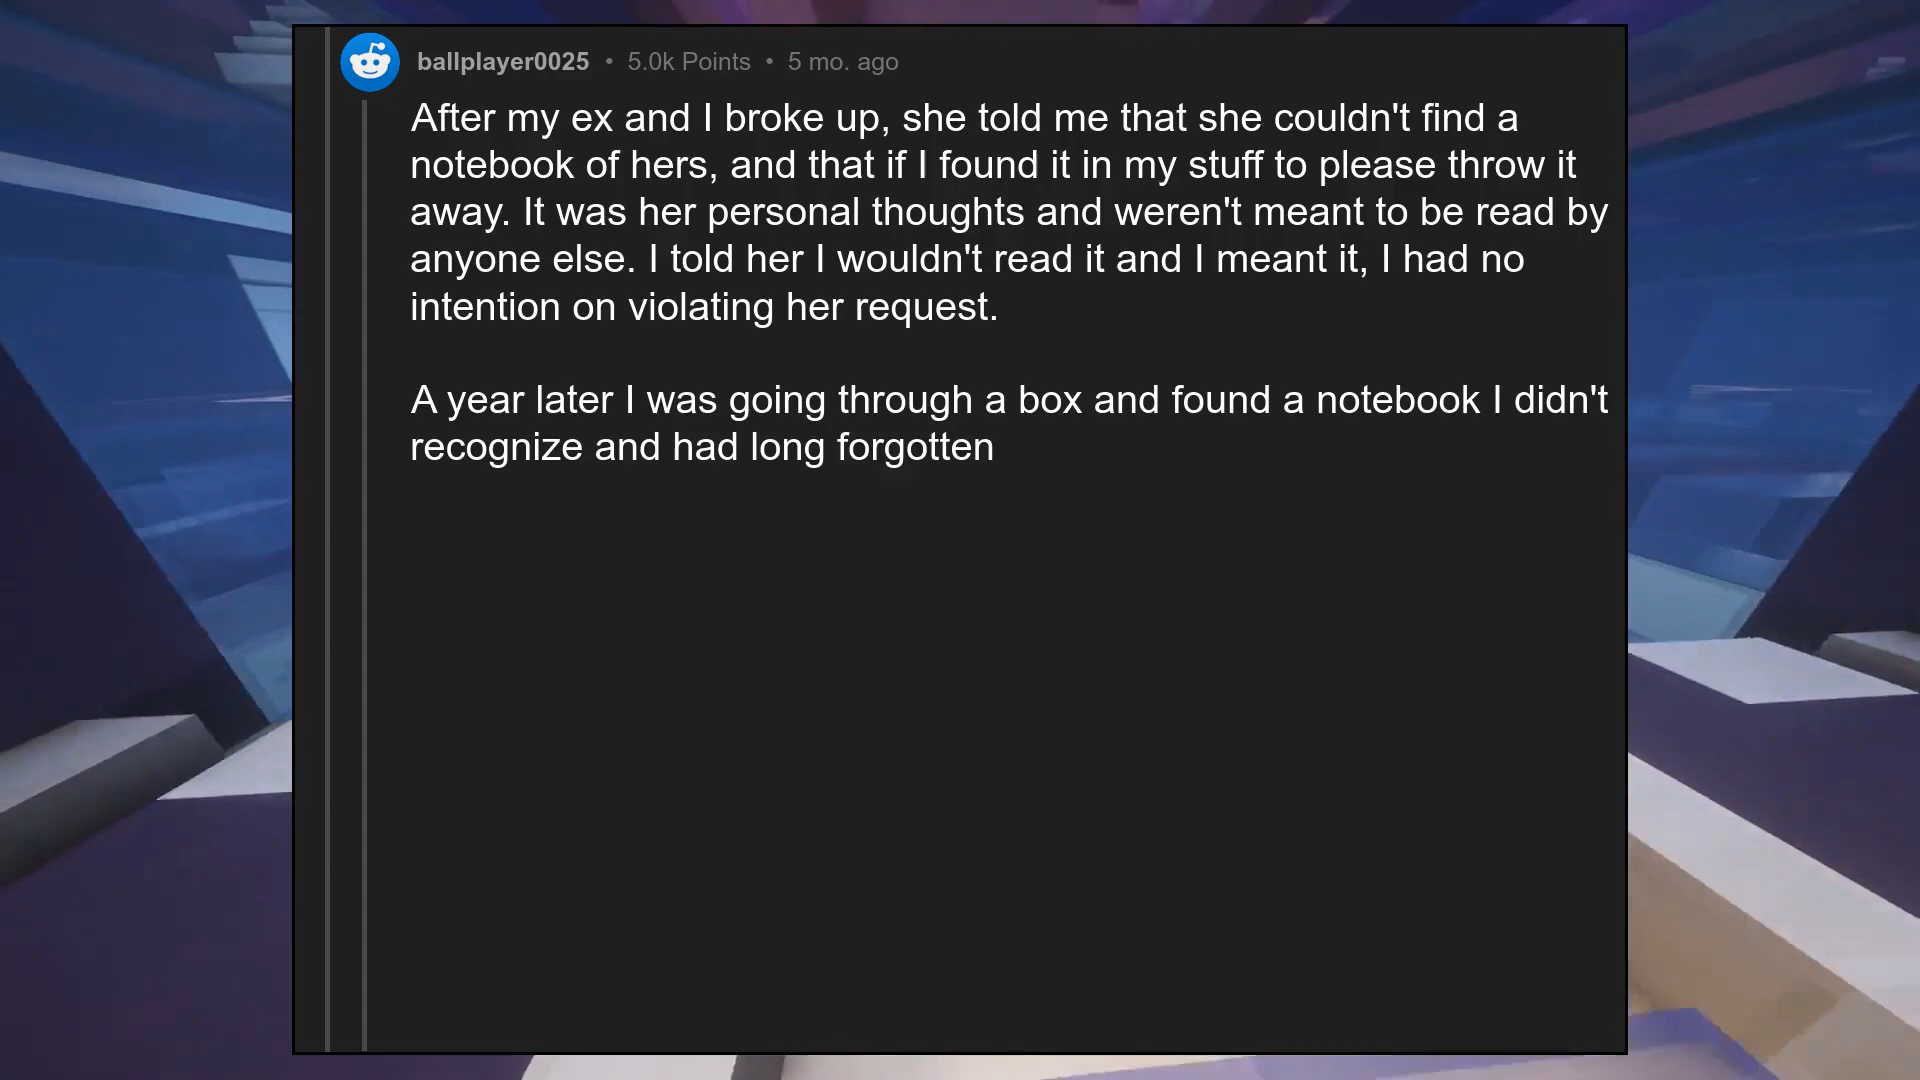 ballplayer0025 • 5.0k Points • 5 mo. ago
After my ex and I broke up, she told me that she couldn't find a
notebook of hers, and that if I found it in my stuff to please throw it
away. It was her personal thoughts and weren't meant to be read by
anyone else. I told her I wouldn't read it and I meant it, I had no
intention on violating her request.
A year later I was going through a box and found a notebook I didn't
recognize and had long forgotten